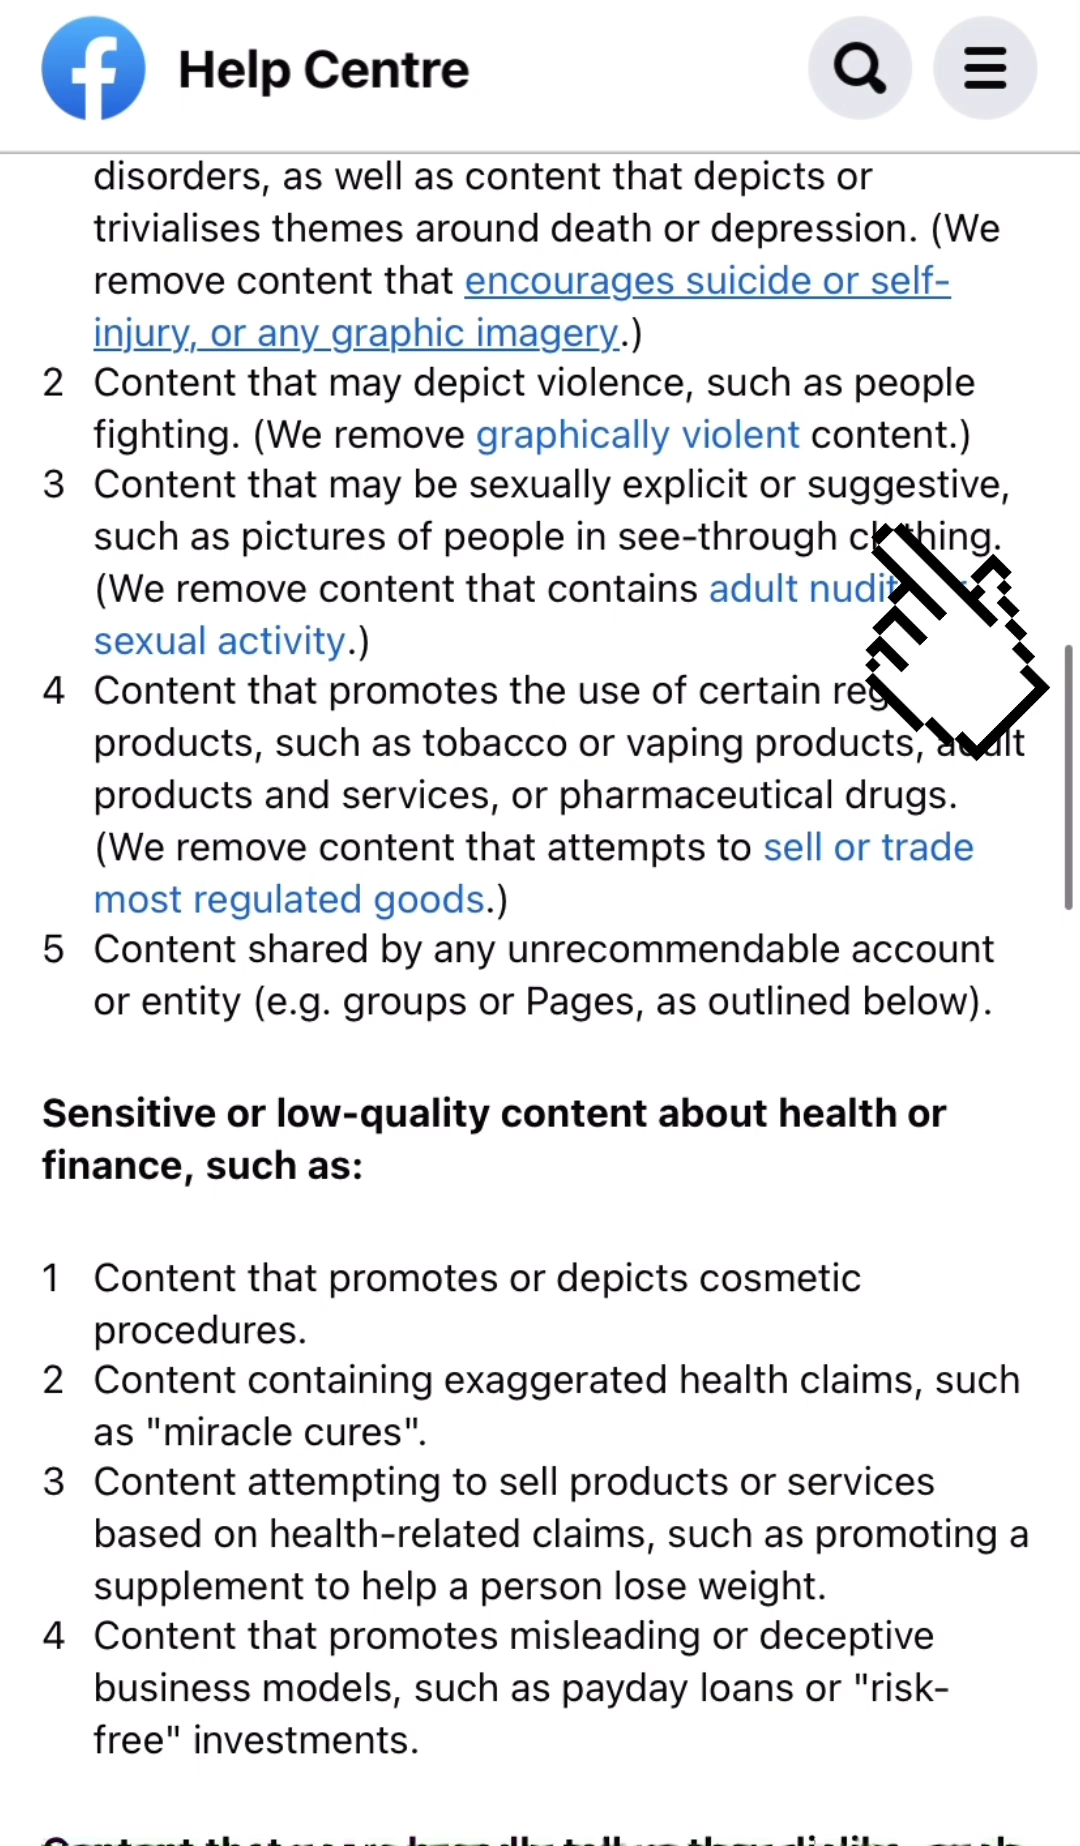 Help Centre
disorders, as well as content that depicts or
trivialises themes around death or depression. (We
remove content that encourages suicide or self-
injury, or any graphic imagery.)
2 Content that may depict violence, such as people
fighting. (We remove graphically violent content.)
3 Content that may be sexually explicit or suggestive,
such as pictures of people in see-through clothing.
(We remove content that contains adult
sexual activity.)
4 Content that promotes the use of certain
products, such as tobacco or vaping products, adult
products and services, or pharmaceutical drugs.
(We remove content that attempts to sell or trade
most regulated goods.)
5 Content shared by any unrecommendable account
or entity (e.g. groups or Pages, as outlined below).
Sensitive or low-quality content about health or
finance, such as:
1 Content that promotes or depicts cosmetic
procedures.
2 Content containing exaggerated health claims, such
as "miracle cures".
3 Content attempting to sell products or services
based on health-related claims, such as promoting a
supplement to help a person lose weight.
4 Content that promotes misleading or deceptive
business models, such as payday loans or "risk-
free" investments.